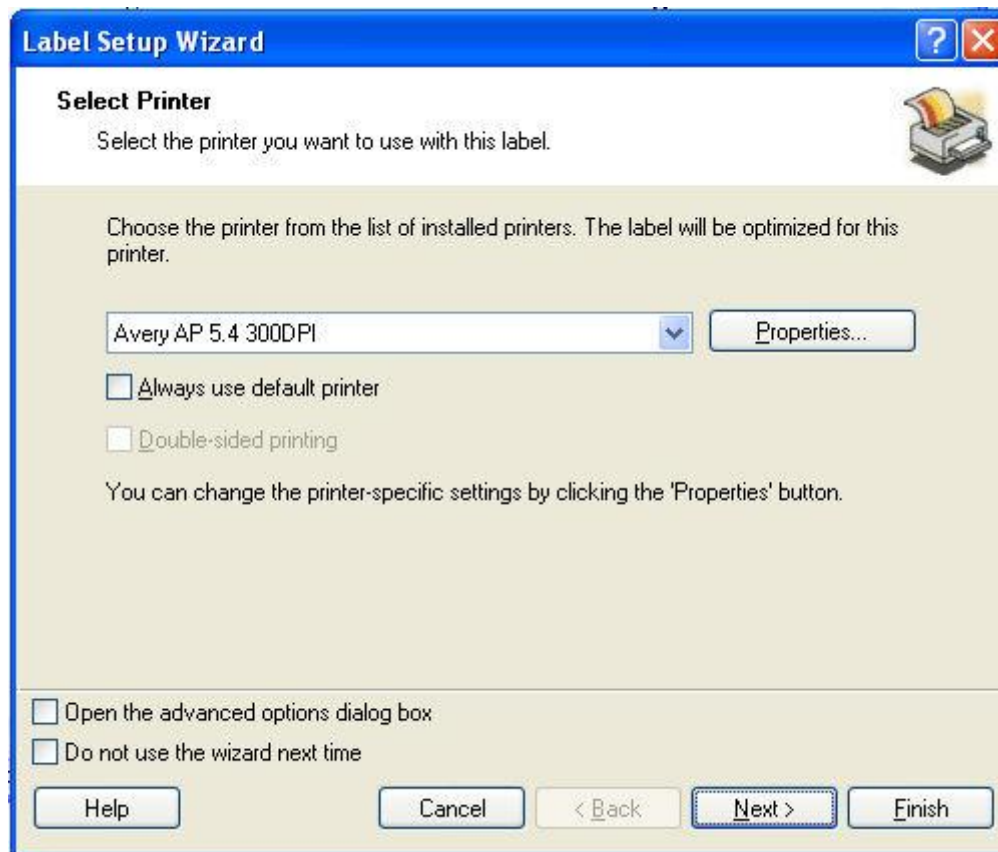 Label Setup Wizard
?
Select Printer
Select the printer you want to use with this label.
Choose the printer from the list of installed printers. The label will be optimized for this
printer.
Avery AP 5.4 300DPI
Properties...
Always use default printer
Double-sided printing
You can change the printer-specific settings by clicking the 'Properties' button.
Open the advanced options dialog box
Do not use the wizard next time
Help Cancel < Back Next > Finish